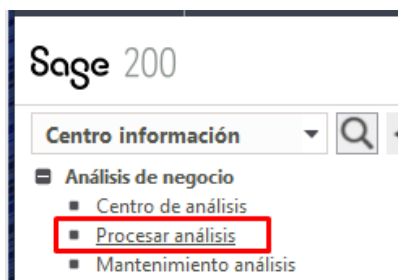 Sage 200
Centro información
Análisis de negocio
Centro de análisis
Procesar análisis
Mantenimiento análisis